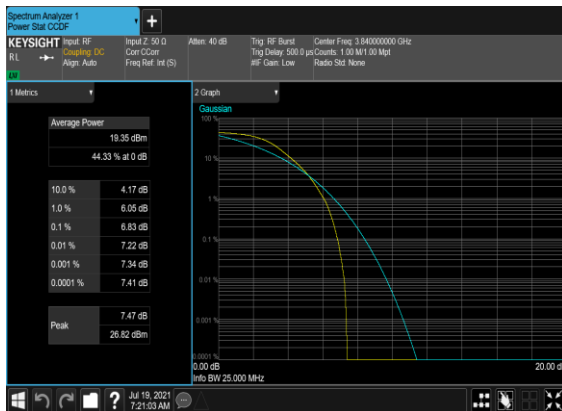 Spectrum Analyzer 1
Power Stat CCDF
KEYSIGHT
RL
Input: RF
Coupling: DC
Align: Auto
Input Z: 50 Ω
Corr CCorr
Freq Ref: Int (S)
Atten: 40 dB
Trig: RF Burst
Trig Delay: 500.0 µs
#IF Gain: Low
Center Freq: 3.840000000 GHz
Counts: 1.00 M/1.00 Mpt
Radio Std: None
1 Metrics
Average Power
19.35 dBm
44.33 % at 0 dB
10.0 % 4.17 dB
1.0 % 6.05 dB
0.1 % 6.83 dB
0.01 % 7.22 dB
0.001 % 7.34 dB
0.0001 % 7.41 dB
Peak
7.47 dB
26.82 dBm
2 Graph
Gaussian
100 %
10 %
1 %
0.1 %
0.01 %
0.001 %
0.0001 %
0.00 dB
20.00 d
Info BW 25.000 MHz
?
Jul 19, 2021
7:21:03 AM